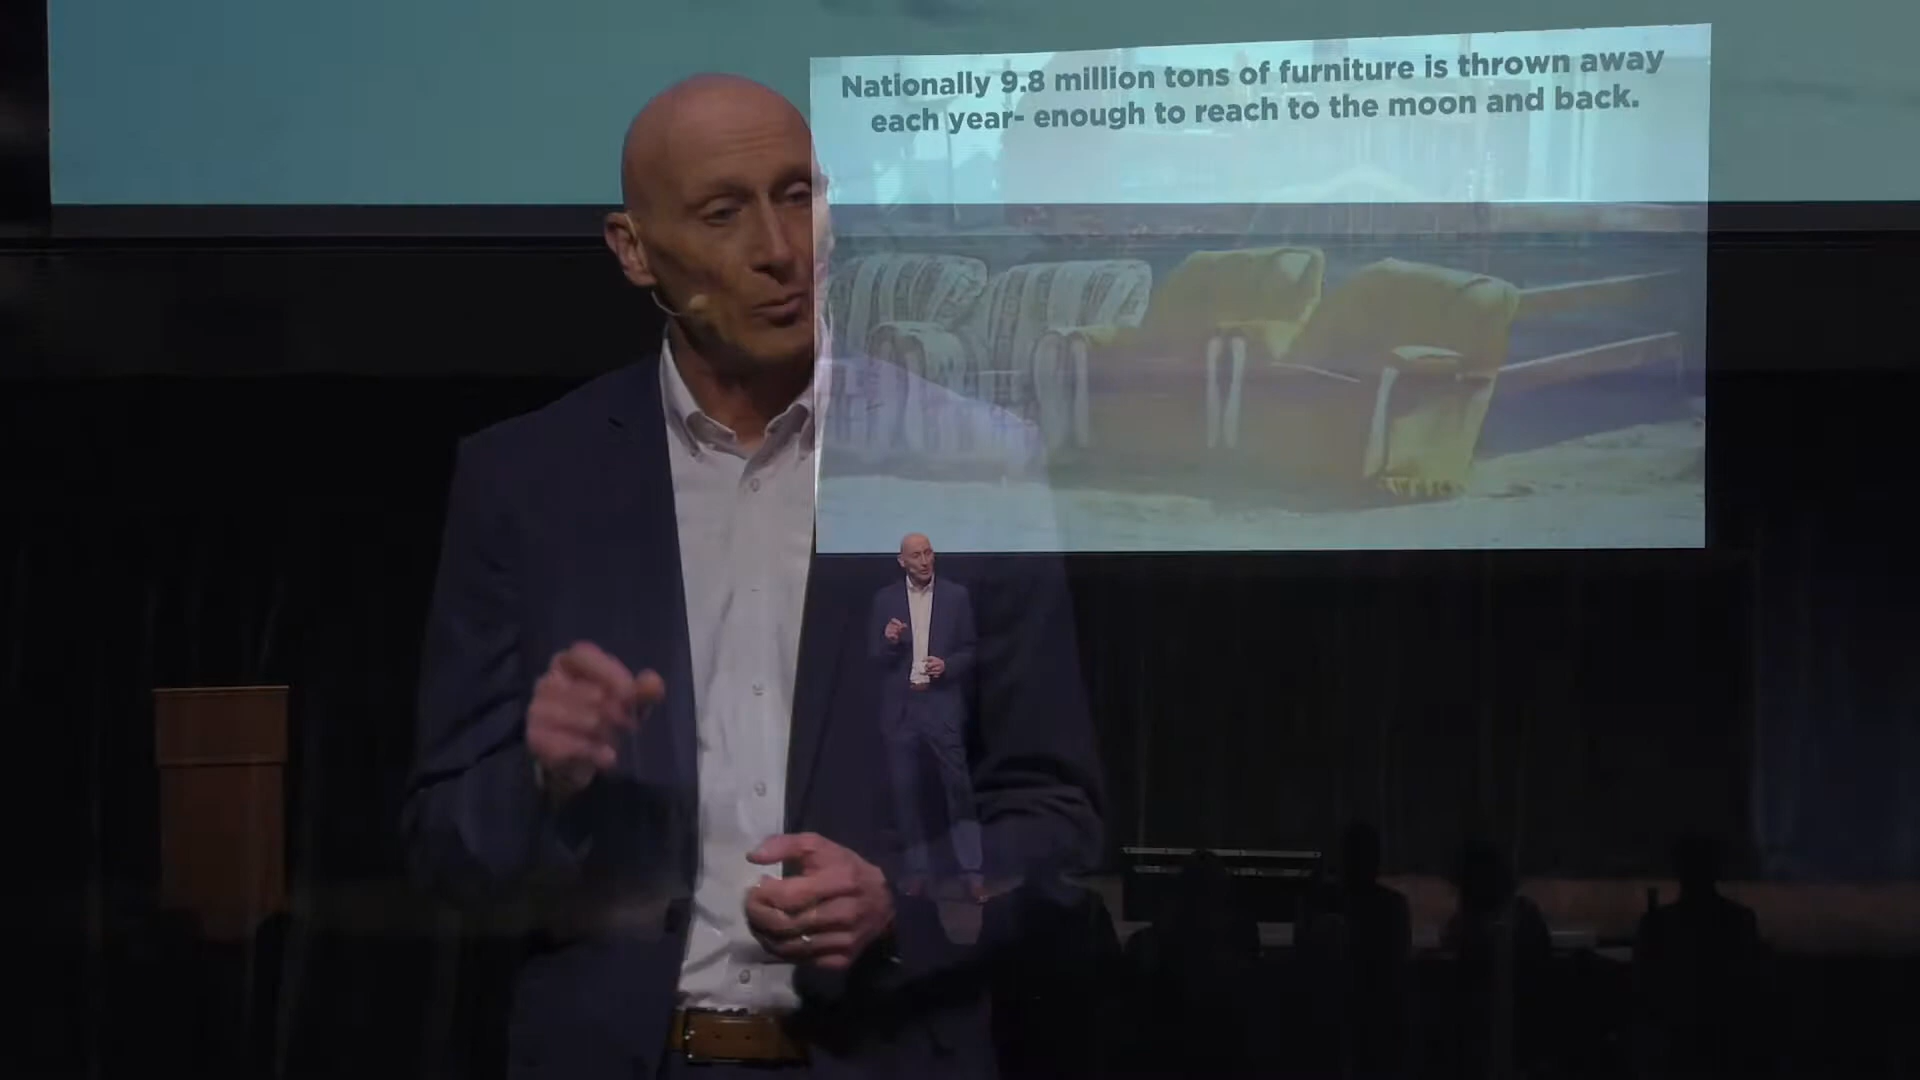 Nationally 9.8 million tons of furniture is thrown away
each year- enough to reach to the moon and back.